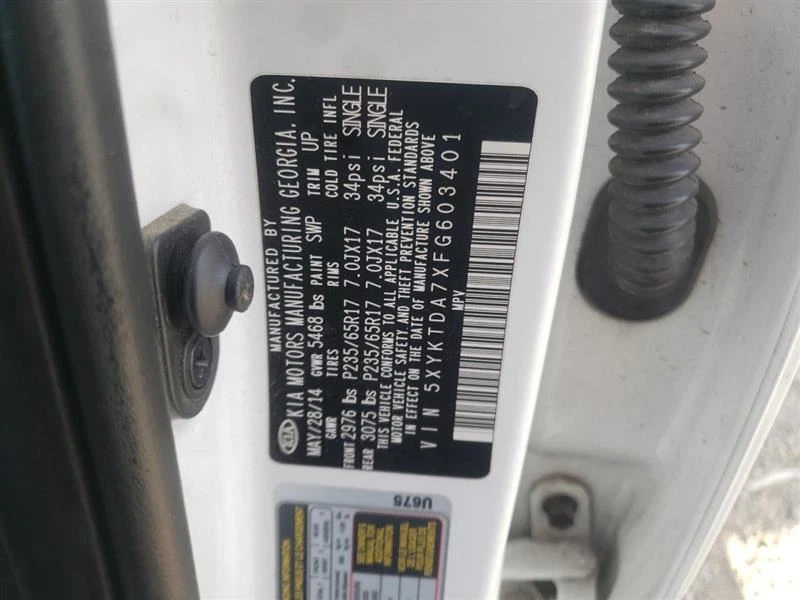 MANUFACTURED BY
KIA KIA MOTORS MANUFACTURING GEORGIA, INC.
MAY/28/14 GVWR 5468 lbs PAINT SWP TRIM UP
GAWR TIRES RIMS COLD TIRE INFL
FRONT 2976 lbs P235/65R17 7.0JX17 34psi SINGLE
REAR 3075 lbs P235/65R17 7.0JX17 34psi SINGLE
THIS VEHICLE CONFORMS TO ALL APPLICABLE U.S.A. FEDERAL
MOTOR VEHICLE SAFETY AND THEFT PREVENTION STANDARDS
IN EFFECT ON THE DATE OF MANUFACTURE SHOWN ABOVE
VIN 5XYKTDA7XFG603401
MPV
U675